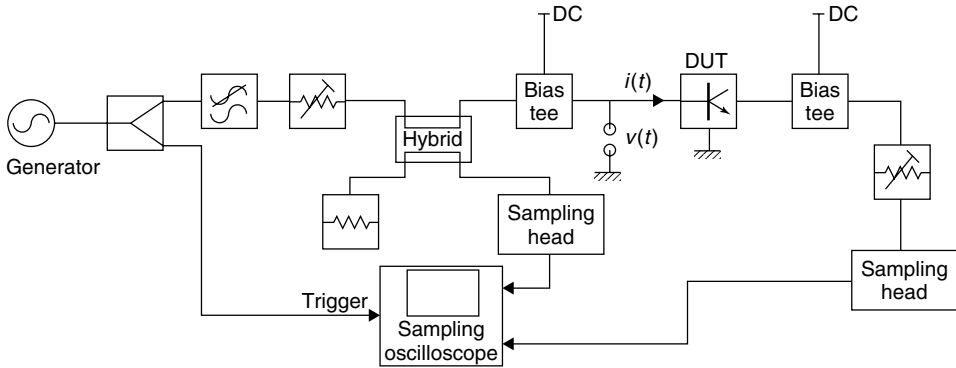 DC
DC
DUT
i(t)
Bias
tee
Bias
tee
v(t)
Generator
Hybrid
Sampling
head
Sampling
head
Trigger
Sampling
oscilloscope